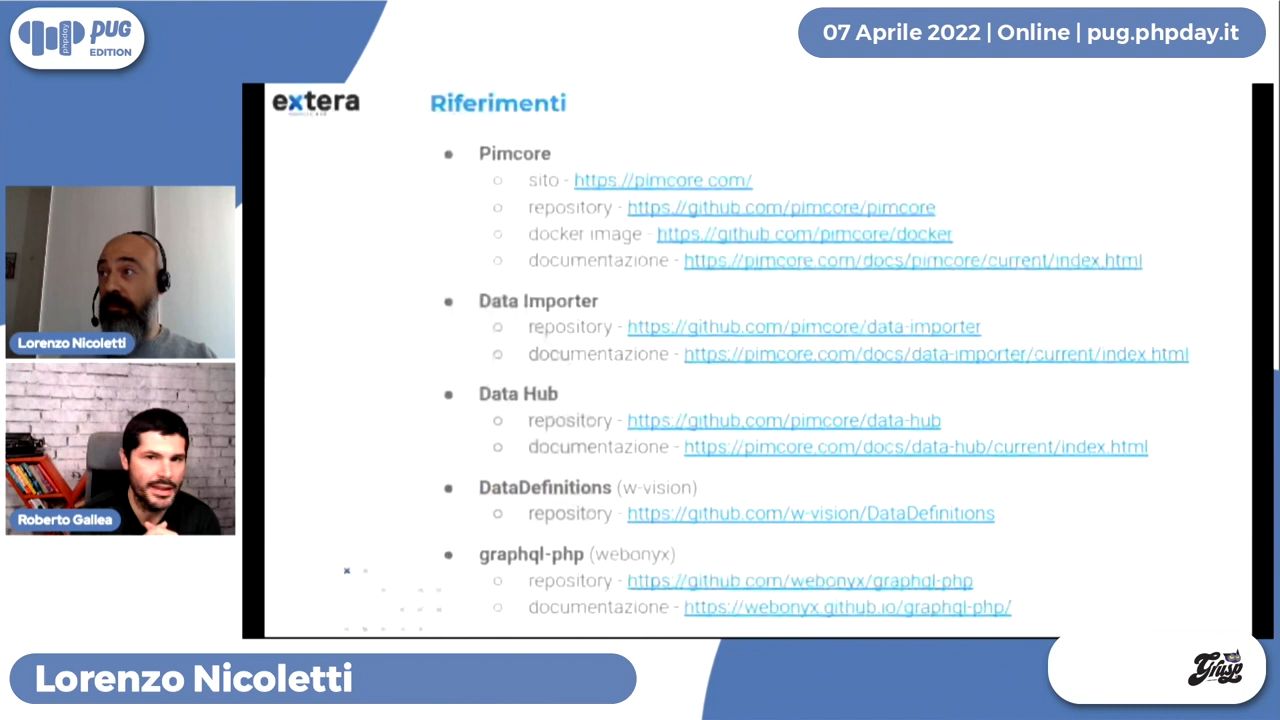 phpday
PUG
EDITION
07 Aprile 2022 | Online | pug.phpday.it
extera
Riferimenti
Pimcore
sito - https://pimcore.com/
repository - https://github.com/pimcore/pimcore
docker image - https://github.com/pimcore/docker
documentazione - https://pimcore.com/docs/pimcore/current/index.html
Data Importer
repository - https://github.com/pimcore/data-importer
documentazione - https://pimcore.com/docs/data-importer/current/index.html
Data Hub
repository - https://github.com/pimcore/data-hub
documentazione - https://pimcore.com/docs/data-hub/current/index.html
DataDefinitions (w-vision)
repository - https://github.com/w-vision/DataDefinitions
graphql-php (webonyx)
repository - https://github.com/webonyx/graphql-php
documentazione - https://webonyx.github.io/graphql-php/
Lorenzo Nicoletti
Roberto Gallea
Lorenzo Nicoletti
Grusp